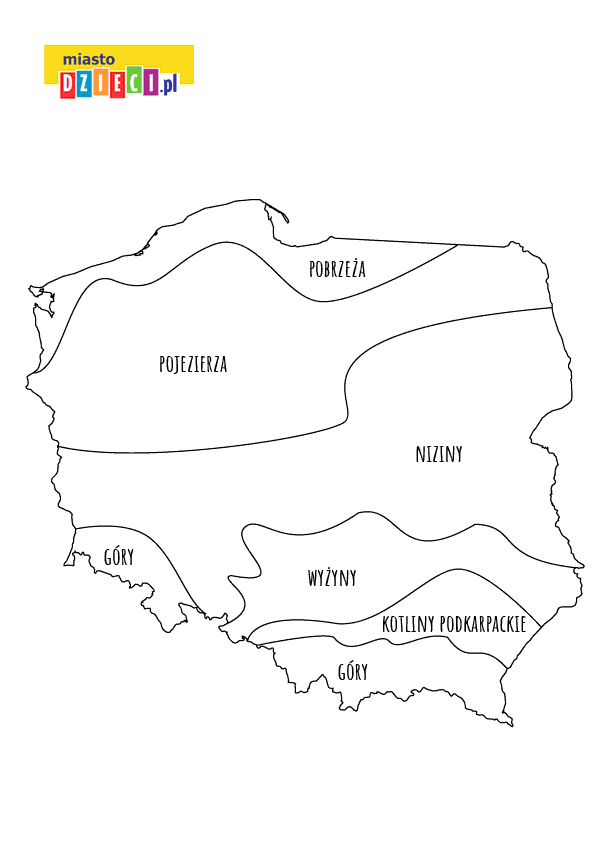 miasto
DZIECI.pl
POBRZEŻA
POJEZIERZA
NIZINY
GÓRY
WYŻYNY
KOTLINY PODKARPACKIE
GÓRY